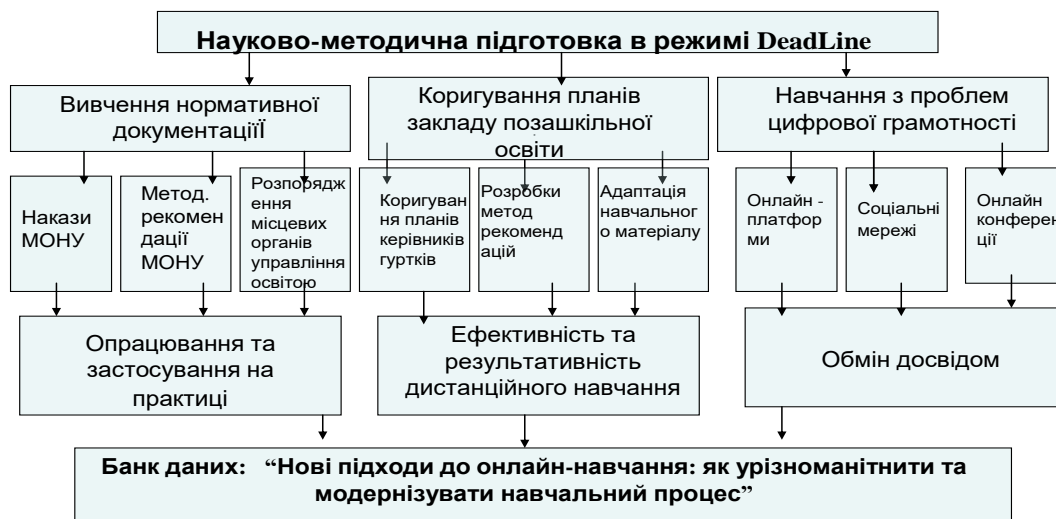 Науково-методична підготовка в режимі DeadLine
Вивчення нормативної
документаціїЇ
Коригування планів
закладу позашкільної
освіти
Навчання з проблем
цифрової грамотності
Накази
МОНУ
Метод.
рекомен
дації
МОНУ
Розпорядж
ення
місцевих
органів
управління
освітою
Коригуван
ня планів
керівників
гуртків
Розробки
метод
рекоменд
ацій
Адаптація
навчальног
о матеріалу
Онлайн -
платфор
ми
Соціальні
мережі
Онлайн
конферен
ції
Опрацювання та
застосування на
практиці
Ефективність та
результативність
дистанційного навчання
Обмін досвідом
Банк даних: “Нові підходи до онлайн-навчання: як урізноманітнити та
модернізувати навчальний процес”